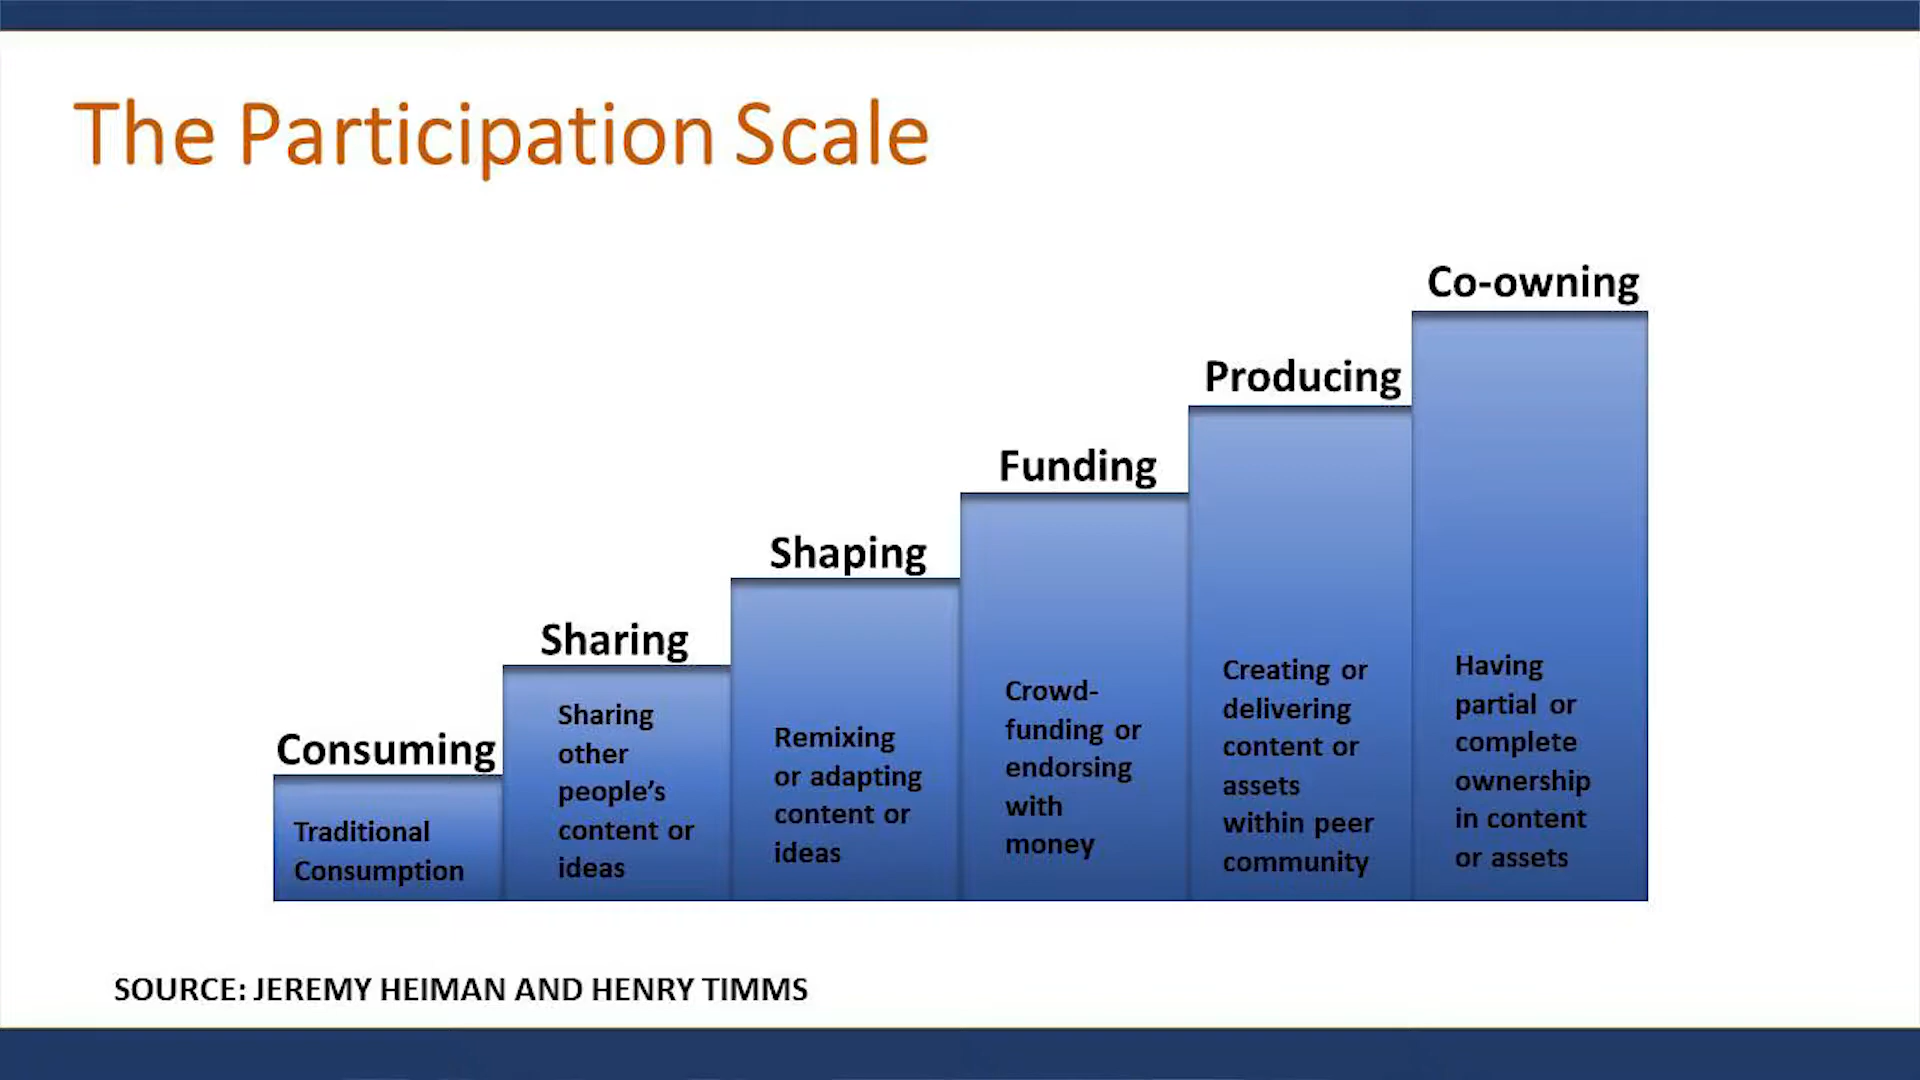 The Participation Scale
Consuming
Traditional
Consumption
Sharing
Sharing
other
people’s
content or
ideas
Shaping
Remixing
or adapting
content or
ideas
Funding
Crowd-
funding or
endorsing
with
money
Producing
Creating or
delivering
content or
assets
within peer
community
Co-owning
Having
partial or
complete
ownership
in content
or assets
SOURCE: JEREMY HEIMAN AND HENRY TIMMS